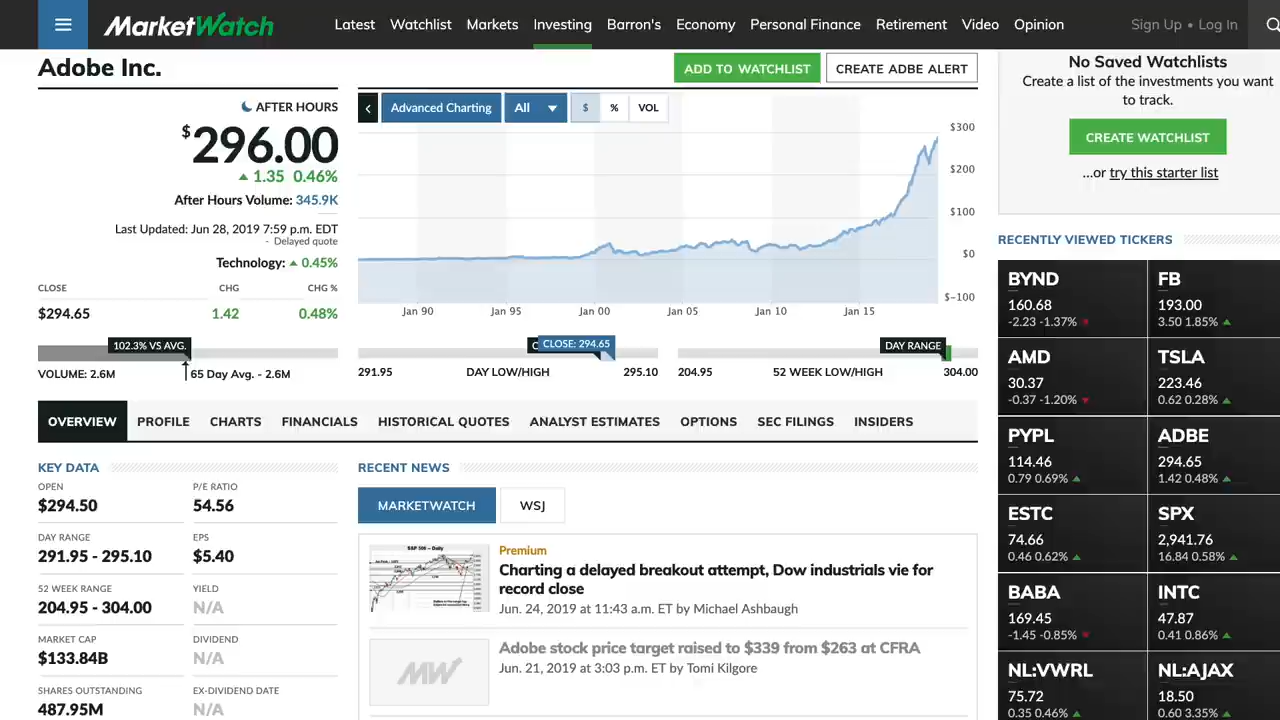 MarketWatch
Latest Watchlist Markets Investing Barron's Economy Personal Finance Retirement Video Opinion
Sign Up • Log In
Adobe Inc.
ADD TO WATCHLIST
CREATE ADBE ALERT
AFTER HOURS
$296.00
1.35 0.46%
After Hours Volume: 345.9K
Last Updated: Jun 28, 2019 7:59 p.m. EDT
- Delayed quote
Technology: 0.45%
CLOSE CHG CHG %
$294.65 1.42 0.48%
102.3% VS AVG.
VOLUME: 2.6M 65 Day Avg. - 2.6M
Advanced Charting All $ % VOL
$300
$200
$100
$0
$-100
Jan 90 Jan 95 Jan 00 Jan 05 Jan 10 Jan 15
CLOSE: 294.65
291.95 DAY LOW/HIGH 295.10
DAY RANGE
204.95 52 WEEK LOW/HIGH 304.00
OVERVIEW PROFILE CHARTS FINANCIALS HISTORICAL QUOTES ANALYST ESTIMATES OPTIONS SEC FILINGS INSIDERS
KEY DATA
OPEN P/E RATIO
$294.50 54.56
DAY RANGE EPS
291.95 - 295.10 $5.40
52 WEEK RANGE YIELD
204.95 - 304.00 N/A
MARKET CAP DIVIDEND
$133.84B N/A
SHARES OUTSTANDING EX-DIVIDEND DATE
487.95M N/A
RECENT NEWS
MARKETWATCH WSJ
S&P 500 — Daily
Premium
Charting a delayed breakout attempt, Dow industrials vie for
record close
Jun. 24, 2019 at 11:43 a.m. ET by Michael Ashbaugh
MW
Adobe stock price target raised to $339 from $263 at CFRA
Jun. 21, 2019 at 3:03 p.m. ET by Tomi Kilgore
No Saved Watchlists
Create a list of the investments you want
to track.
CREATE WATCHLIST
...or try this starter list
RECENTLY VIEWED TICKERS
BYND FB
160.68 193.00
-2.23 -1.37% 3.50 1.85%
AMD TSLA
30.37 223.46
-0.37 -1.20% 0.62 0.28%
PYPL ADBE
114.46 294.65
0.79 0.69% 1.42 0.48%
ESTC SPX
74.66 2,941.76
0.46 0.62% 16.84 0.58%
BABA INTC
169.45 47.87
-1.45 -0.85% 0.41 0.86%
NL:VWRL NL:AJAX
75.72 18.50
0.35 0.46% 0.60 3.35%